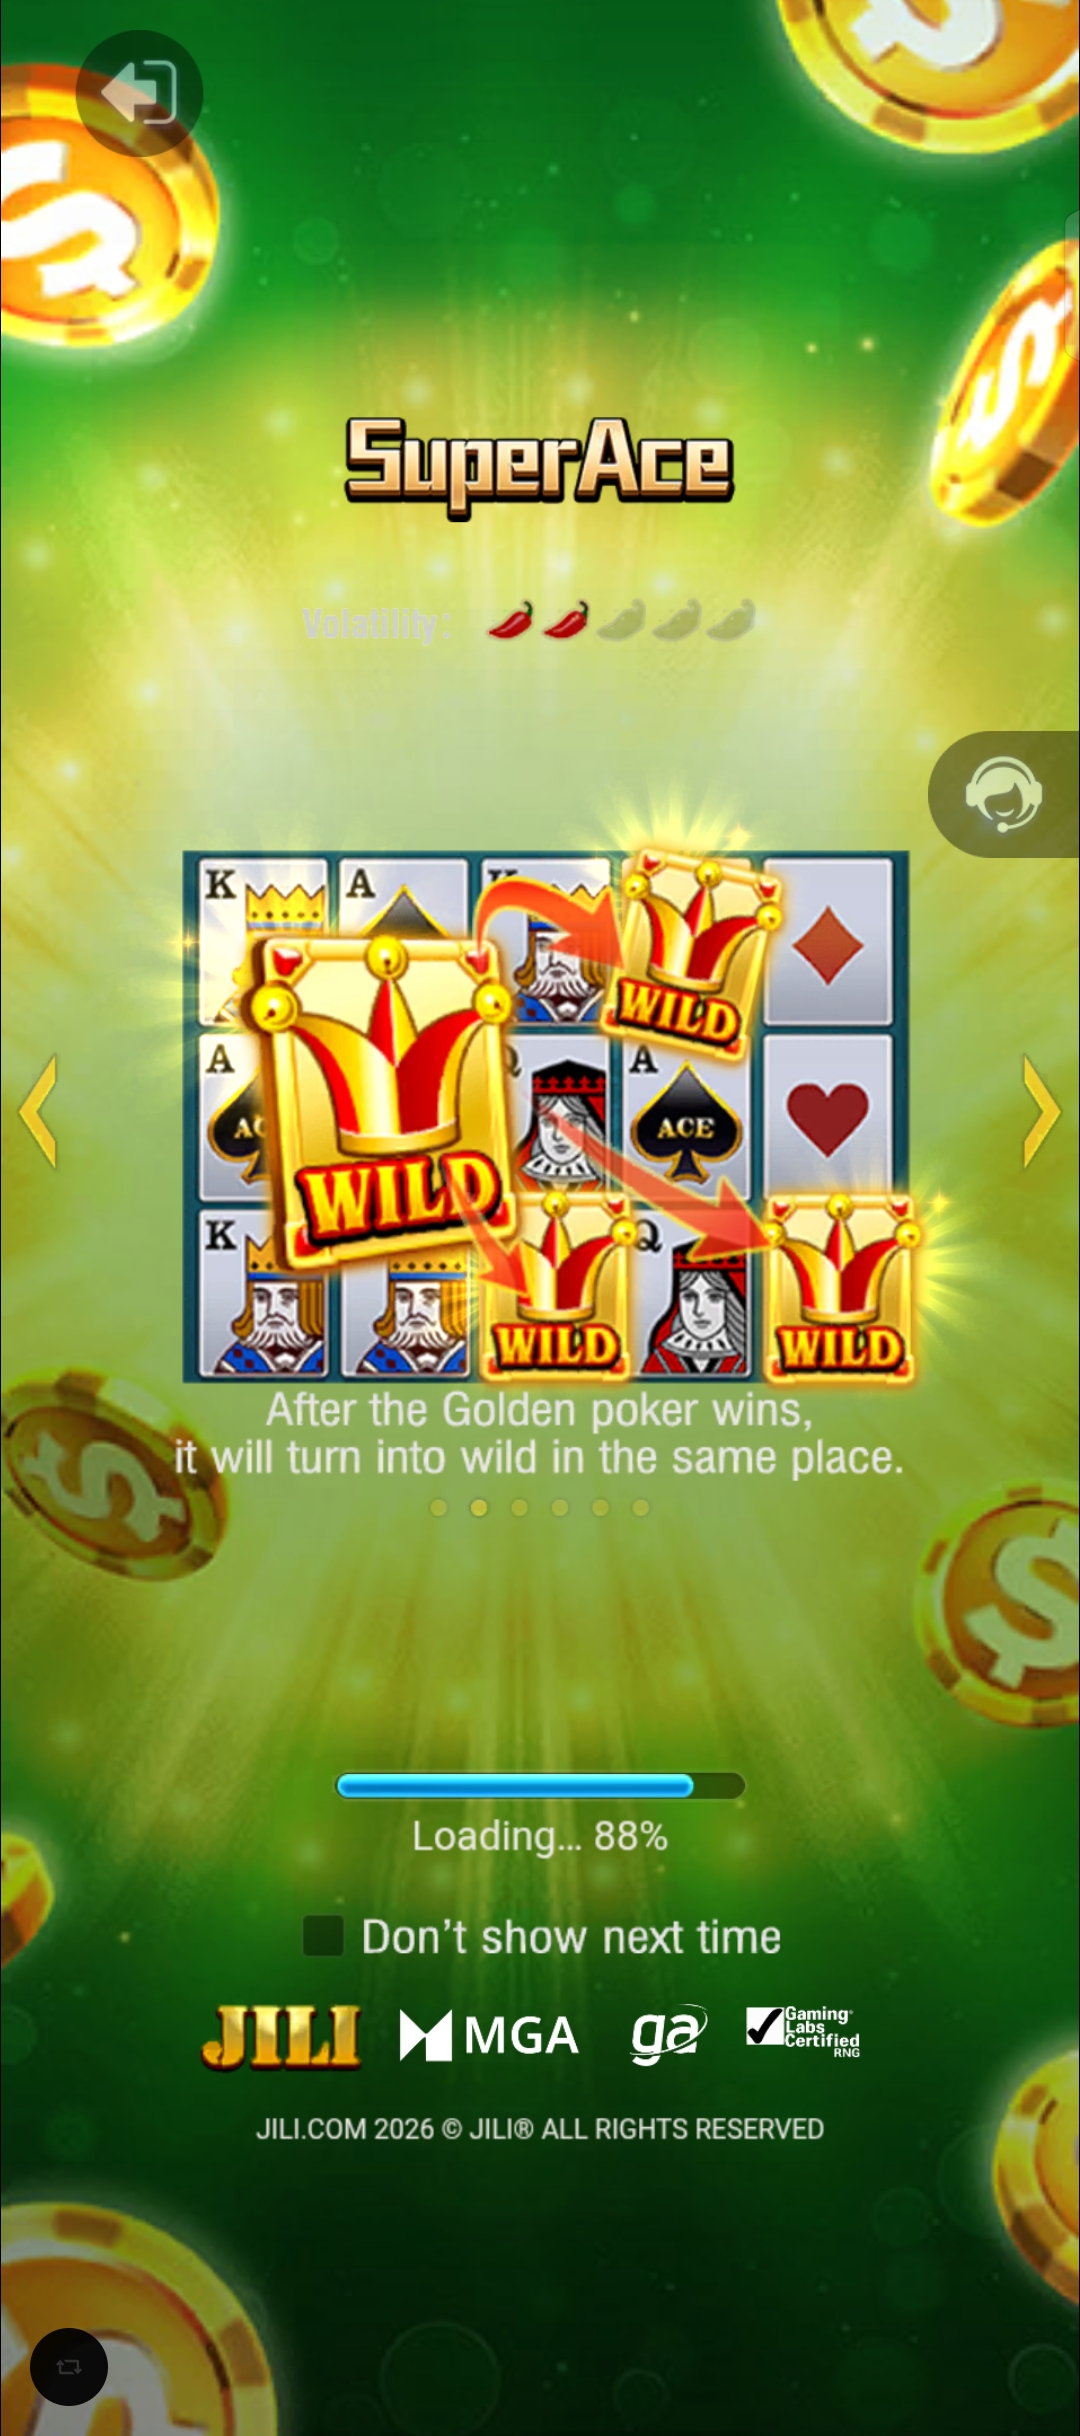 SuperAce
Volatility:
K
A
K
WILD
A
ACE
Q
A
ACE
WILD
K
WILD
Q
WILD
After the Golden poker wins,
it will turn into wild in the same place.
Loading... 88%
Don't show next time
JILI
MGA
ga
Gaming
Labs
Certified
RNG
JILI.COM 2026 © JILI® ALL RIGHTS RESERVED